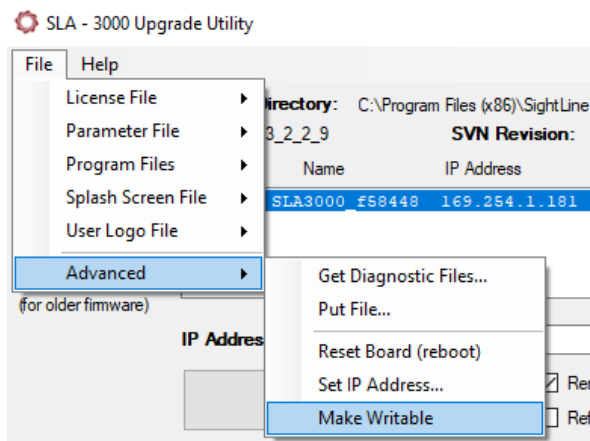 SLA - 3000 Upgrade Utility
File Help
License File
Parameter File
Program Files
Splash Screen File
User Logo File
Advanced
irectory: C:\Program Files (x86)\SightLine
3_2_2_9 SVN Revision:
Name IP Address
SLA3000_f58448 169.254.1.181
Get Diagnostic Files...
Put File...
Reset Board (reboot)
Set IP Address...
Make Writable
(for older firmware)
IP Addres
Re
Ref